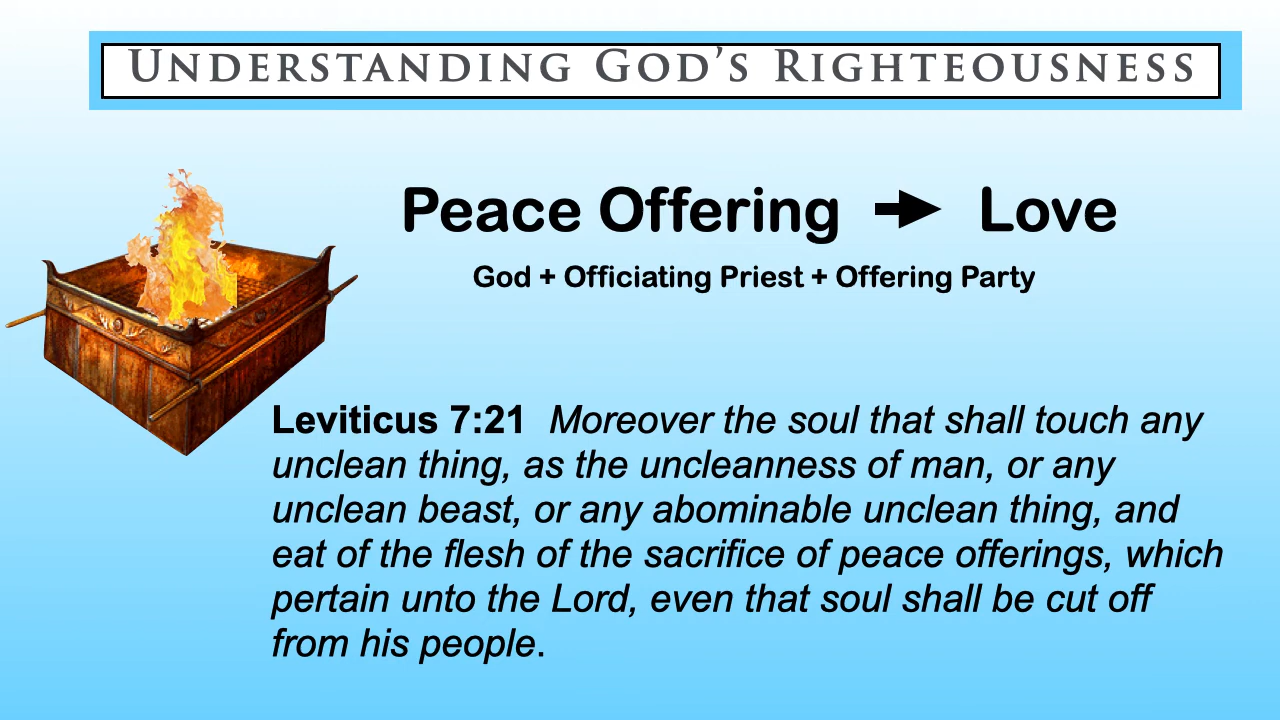 Understanding God’s Righteousness
Peace Offering → Love
God + Officiating Priest + Offering Party
Leviticus 7:21 Moreover the soul that shall touch any
unclean thing, as the uncleanness of man, or any
unclean beast, or any abominable unclean thing, and
eat of the flesh of the sacrifice of peace offerings, which
pertain unto the Lord, even that soul shall be cut off
from his people.